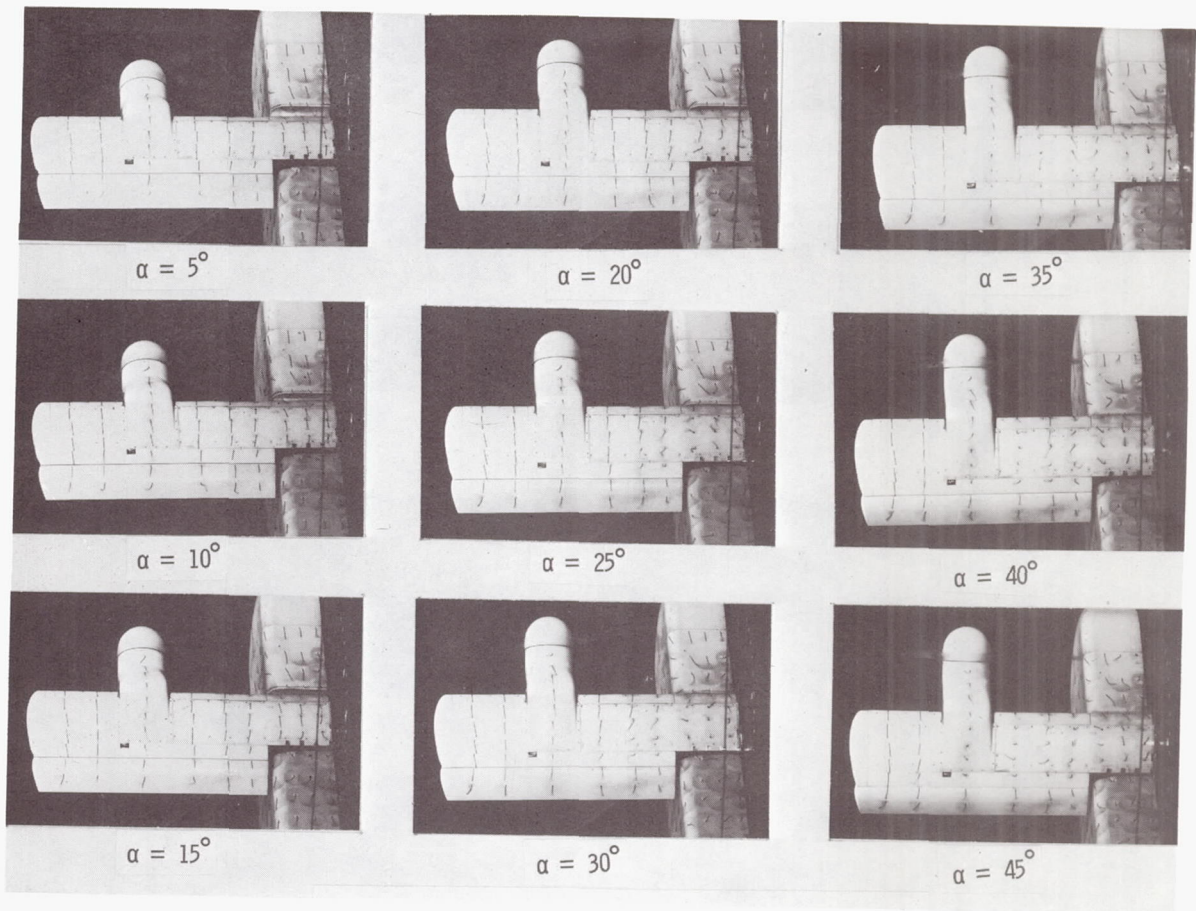 α = 5°
α = 20°
α = 35°
α = 10°
α = 25°
α = 40°
α = 15°
α = 30°
α = 45°